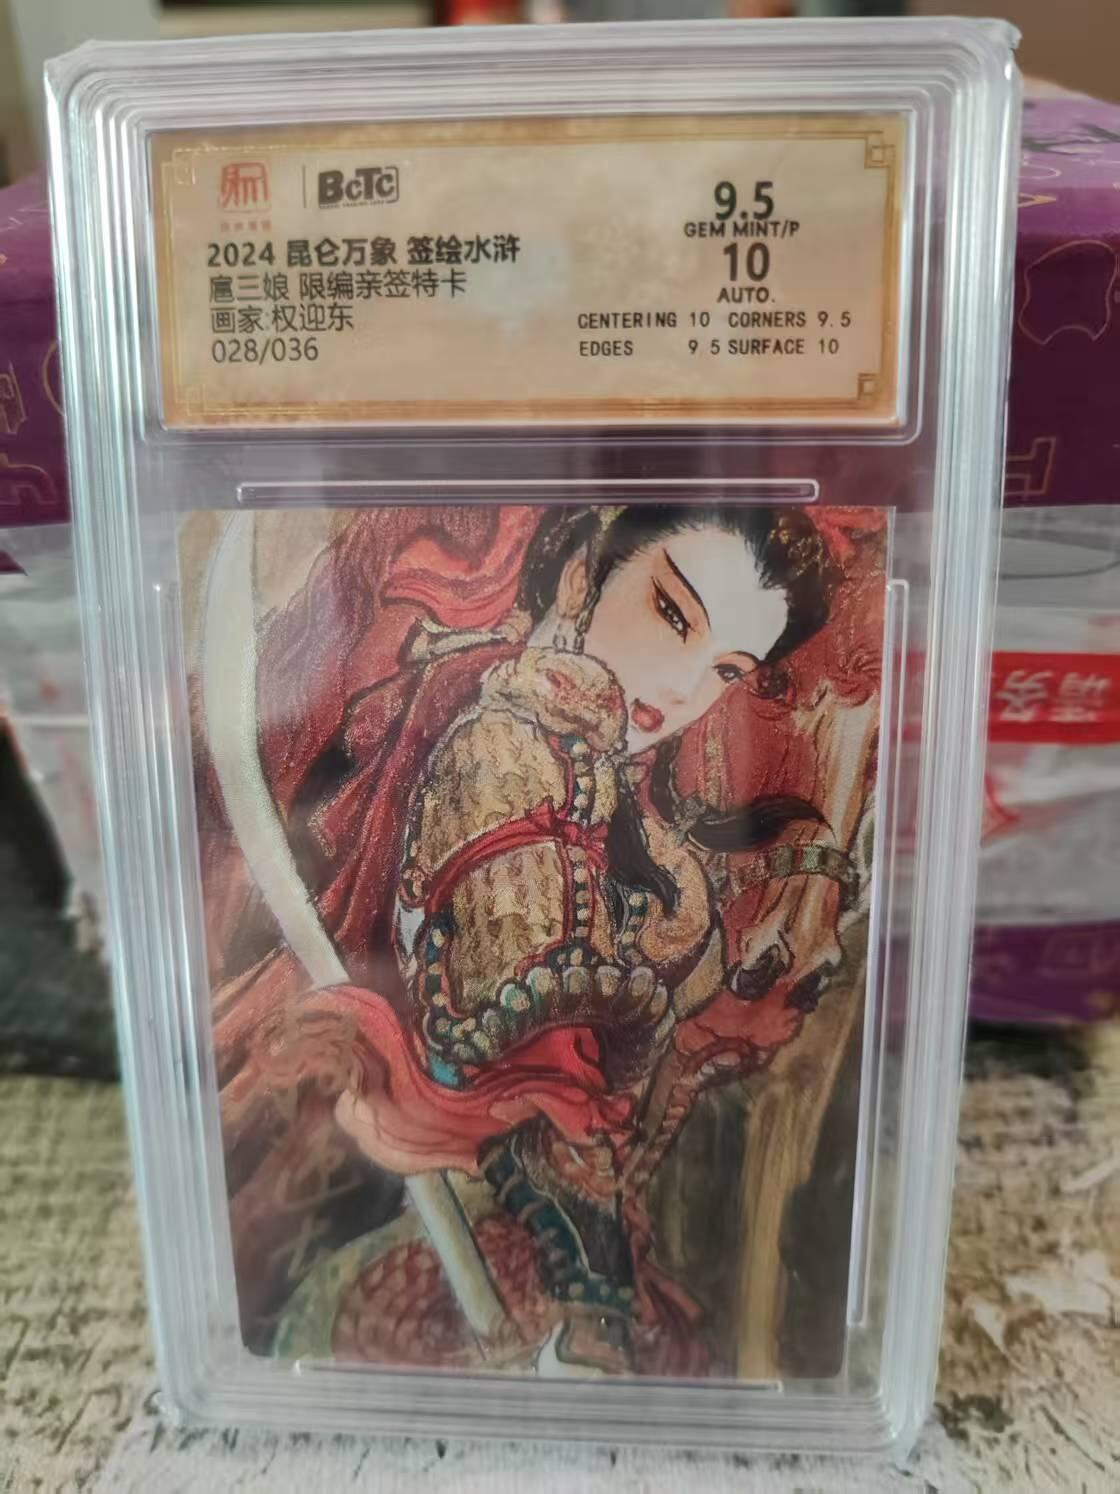 BCTC
2024 昆仑万象 签绘水浒
扈三娘 限编亲签特卡
画家:权迎东
028/036
9.5
GEM MINT/P
10
AUTO.
CENTERING 10 CORNERS 9.5
EDGES 9.5 SURFACE 10